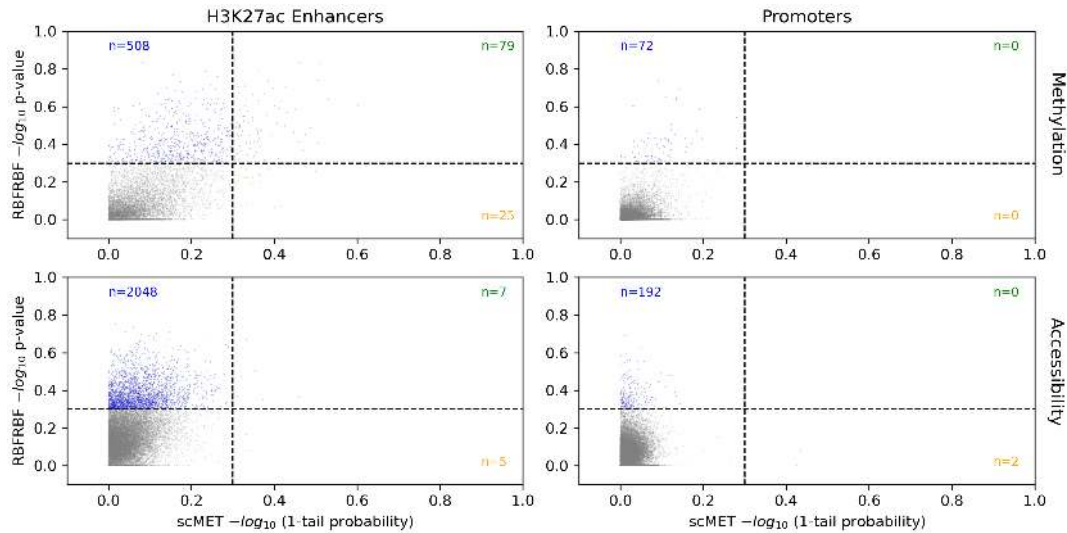 H3K27ac Enhancers
Promoters
n=508
n=79
n=25
RBFRBF −log10 p-value
1.0
0.8
0.6
0.4
0.2
0.0
0.0 0.2 0.4 0.6 0.8 1.0
n=72
n=0
n=0
1.0
0.8
0.6
0.4
0.2
0.0
0.0 0.2 0.4 0.6 0.8 1.0
Methylation
n=2048
n=7
n=5
RBFRBF −log10 p-value
1.0
0.8
0.6
0.4
0.2
0.0
0.0 0.2 0.4 0.6 0.8 1.0
scMET −log10 (1-tail probability)
n=192
n=0
n=2
1.0
0.8
0.6
0.4
0.2
0.0
0.0 0.2 0.4 0.6 0.8 1.0
scMET −log10 (1-tail probability)
Accessibility